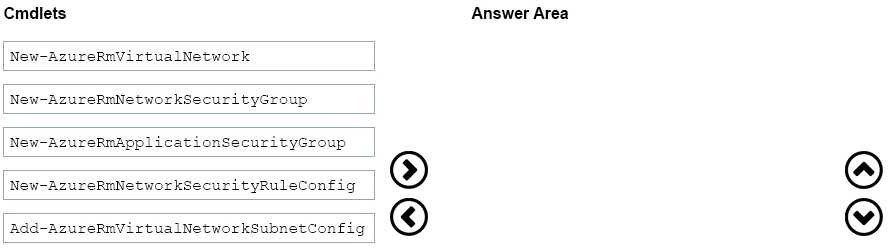 Cmdlets
Answer Area
New-AzureRmVirtualNetwork
New-AzureRmNetworkSecurityGroup
New-AzureRmApplicationSecurityGroup
New-AzureRmNetworkSecurityRuleConfig
Add-AzureRmVirtualNetworkSubnetConfig